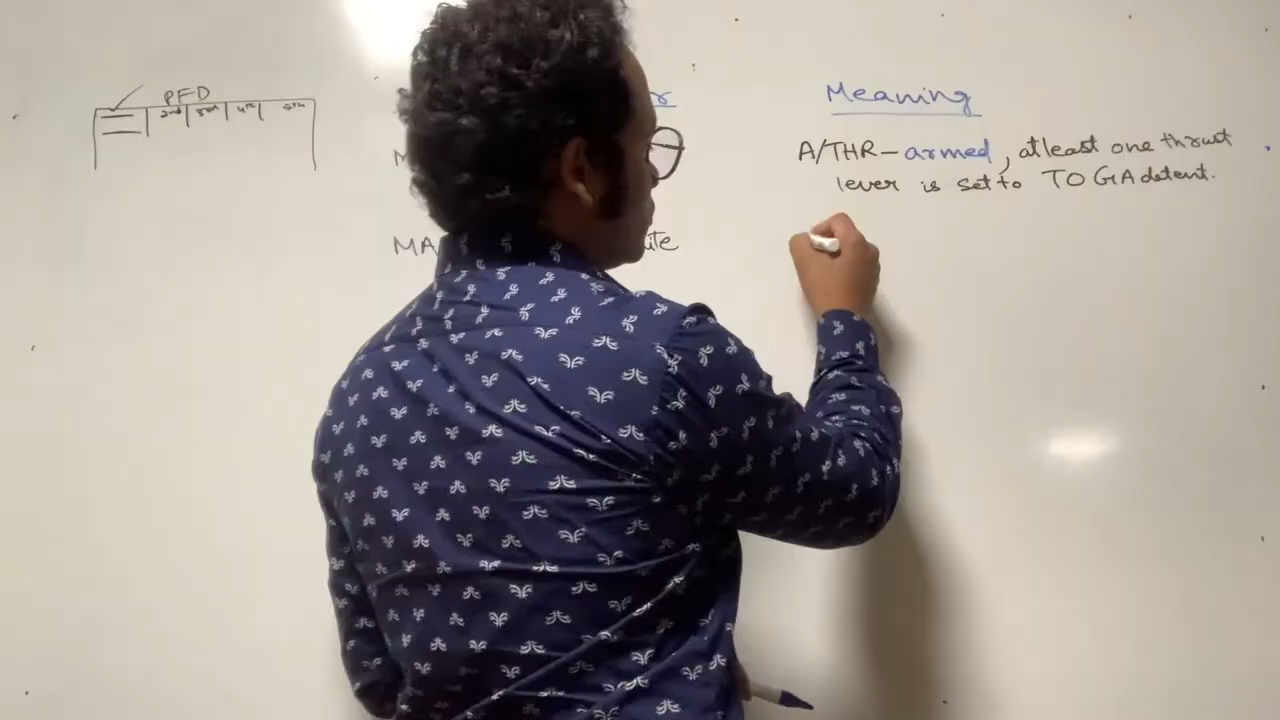 PFD
2nd 3rd 4th 5th
Meaning
A/THR-armed, atleast one thrust
lever is set to TOGA detent.